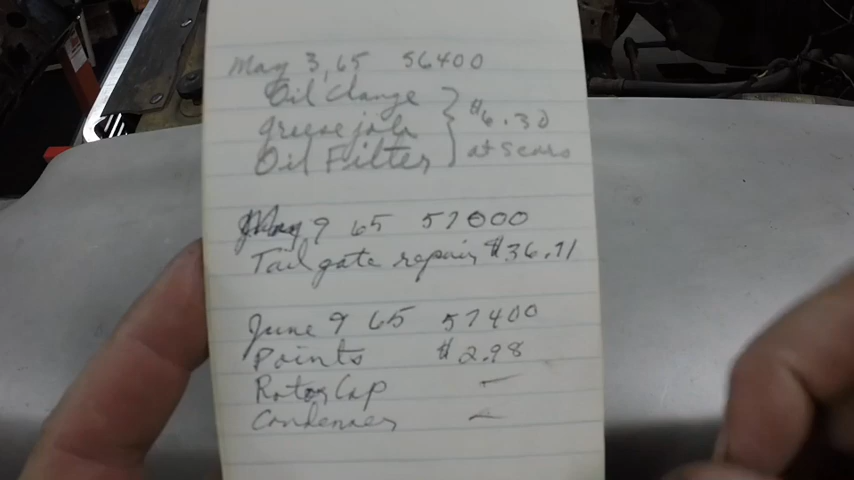 May 3, 65 56400
Oil Change
grease job } $6.30
Oil Filter at Sears
May 9 65 57000
Tail gate repair $36.71
June 9 65 57400
Points $2.98
Rotor Cap —
Condenser —